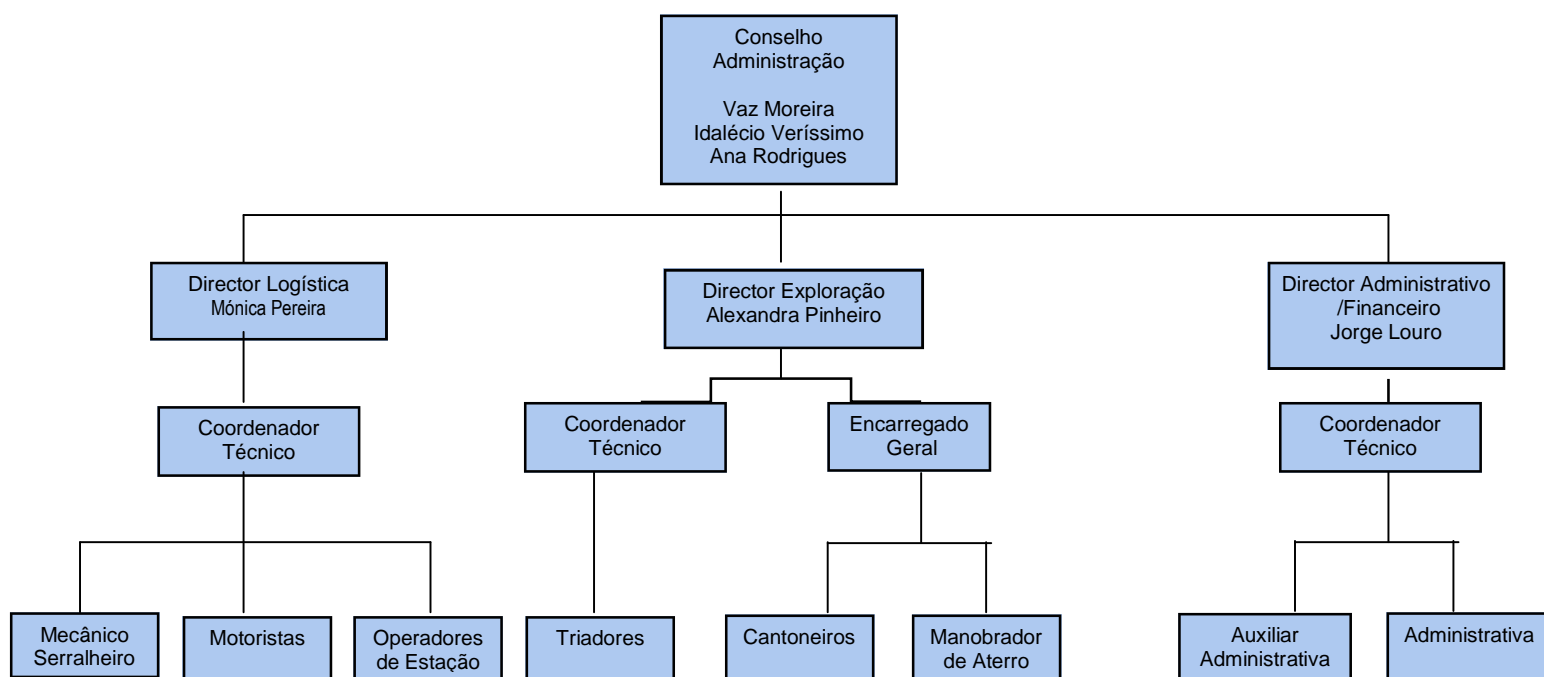 Conselho
Administração
Vaz Moreira
Idalécio Veríssimo
Ana Rodrigues
Director Logística
Mónica Pereira
Director Exploração
Alexandra Pinheiro
Director Administrativo
/Financeiro
Jorge Louro
Coordenador
Técnico
Coordenador
Técnico
Encarregado
Geral
Coordenador
Técnico
Mecânico
Serralheiro
Motoristas
Operadores
de Estação
Triadores
Cantoneiros
Manobrador
de Aterro
Auxiliar
Administrativa
Administrativa